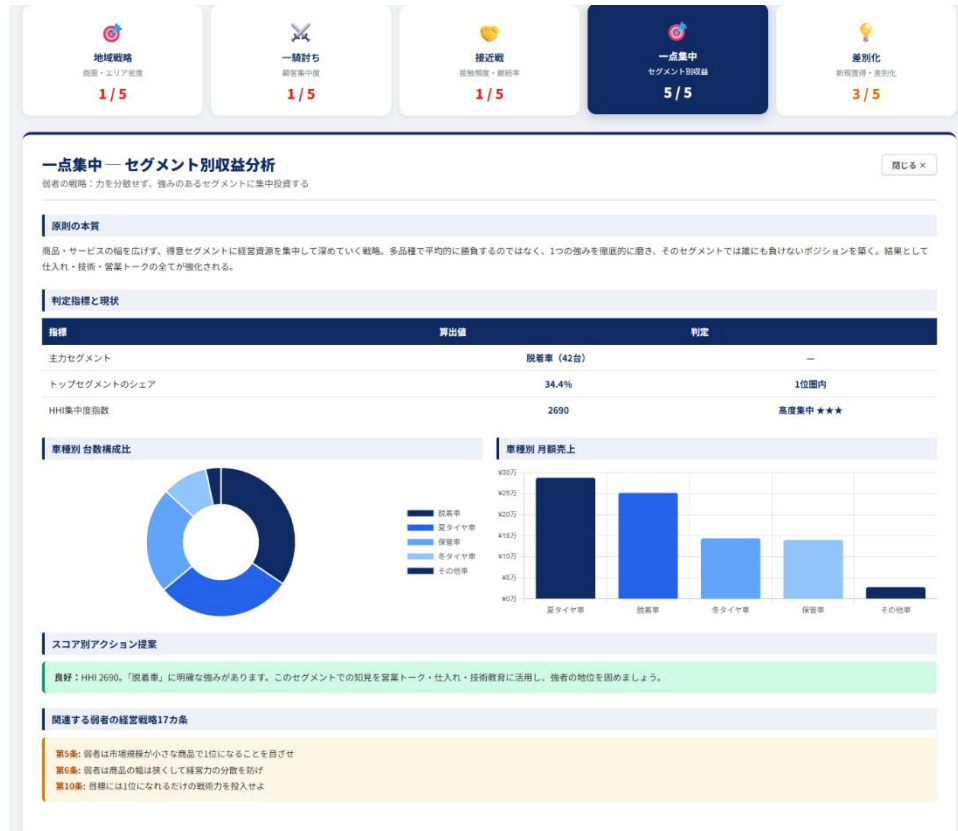 地域戦略
商圏・エリア密度
1 / 5
一騎討ち
顧客集中度
1 / 5
接近戦
接触頻度・継続率
1 / 5
一点集中
セグメント別収益
5 / 5
差別化
新規獲得・差別化
3 / 5
一点集中 — セグメント別収益分析
閉じる ×
弱者の戦略：力を分散せず、強みのあるセグメントに集中投資する
原則の本質
商品・サービスの幅を広げず、得意セグメントに経営資源を集中して深めていく戦略。多品種で平均的に勝負するのではなく、1つの強みを徹底的に磨き、そのセグメントでは誰にも負けないポジションを築く。結果として
仕入れ・技術・営業トークの全てが強化される。
判定指標と現状
指標 算出値 判定
主力セグメント 脱着車（42台） —
トップセグメントのシェア 34.4% 1位圏内
HHI集中度指数 2690 高度集中 ★★★
車種別 台数構成比
脱着車
夏タイヤ車
保管車
冬タイヤ車
その他車
車種別 月額売上
¥30万
¥25万
¥20万
¥15万
¥10万
¥5万
¥0万
夏タイヤ車 脱着車 冬タイヤ車 保管車 その他車
スコア別アクション提案
良好：HHI 2690。「脱着車」に明確な強みがあります。このセグメントでの知見を営業トーク・仕入れ・技術教育に活用し、強者の地位を固めましょう。
関連する弱者の経営戦略17カ条
第5条: 弱者は市場規模が小さな商品で1位になることを目ざせ
第6条: 弱者は商品の幅は狭くして経営力の分散を防げ
第10条: 目標には1位になれるだけの戦術力を投入せよ